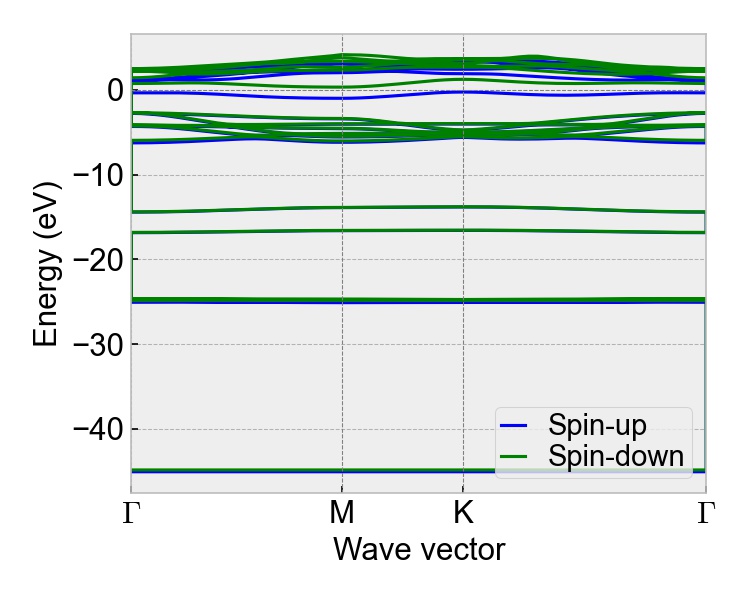 Energy (eV)
0
−10
−20
−30
−40
Spin-up
Spin-down
Γ M K Γ
Wave vector